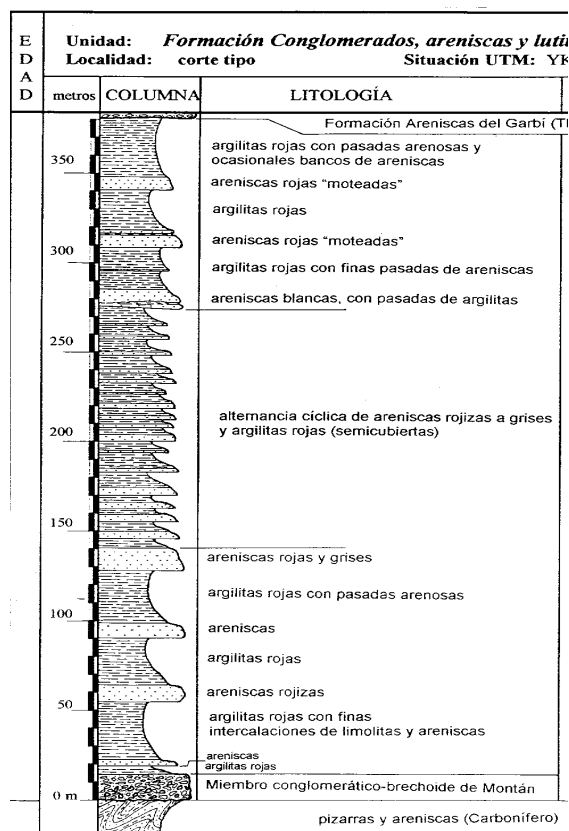 EDAD
Unidad: Formación Conglomerados, areniscas y lutit
Localidad: corte tipo Situación UTM: YK
metros COLUMNA LITOLOGÍA
Formación Areniscas del Garbí (T
argilitas rojas con pasadas arenosas y
ocasionales bancos de areniscas
350
areniscas rojas "moteadas"
argilitas rojas
areniscas rojas "moteadas"
300
argilitas rojas con finas pasadas de areniscas
areniscas blancas, con pasadas de argilitas
250
alternancia cíclica de areniscas rojizas a grises
y argilitas rojas (semicubiertas)
200
150
areniscas rojas y grises
argilitas rojas con pasadas arenosas
100
areniscas
argilitas rojas
areniscas rojizas
50
argilitas rojas con finas
intercalaciones de limolitas y areniscas
areniscas
argilitas rojas
Miembro conglomerático-brechoide de Montán
0 m
pizarras y areniscas (Carbonífero)